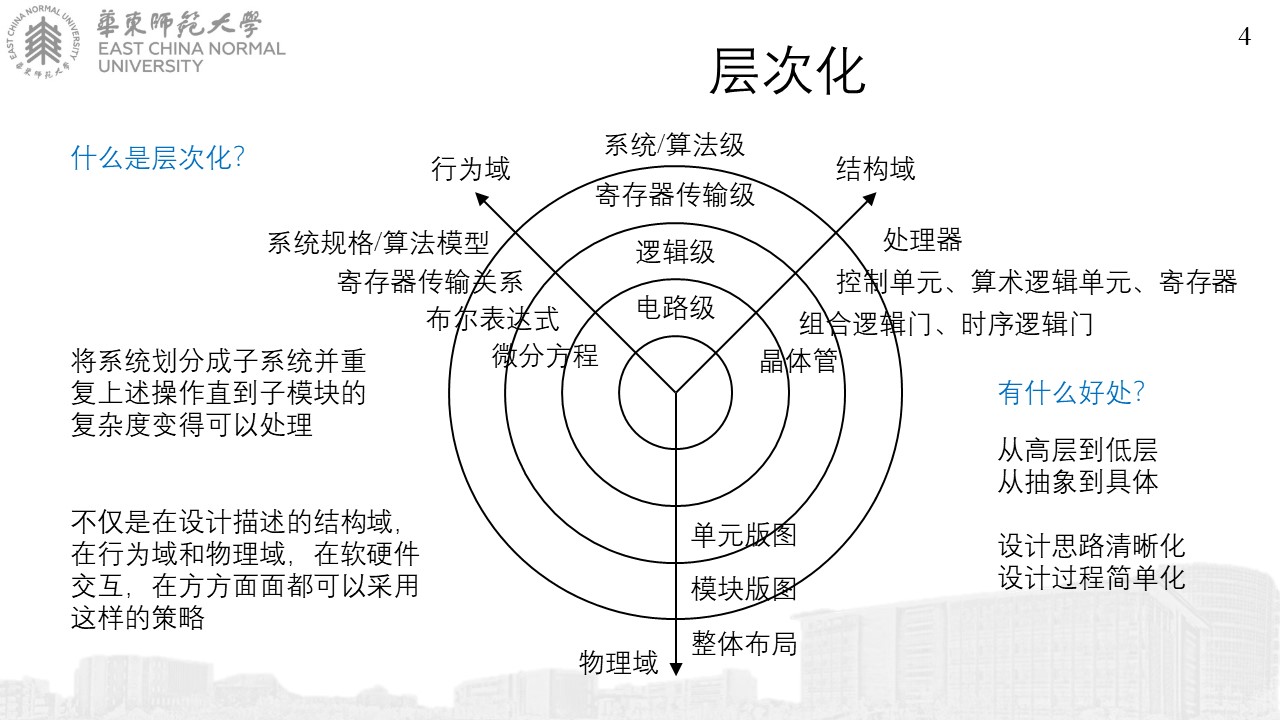 華東師範大學
EAST CHINA NORMAL
UNIVERSITY
EAST CHINA NORMAL UNIVERSITY
華東師範大學
4
层次化
什么是层次化？
将系统划分成子系统并重
复上述操作直到子模块的
复杂度变得可以处理
不仅是在设计描述的结构域，
在行为域和物理域，在软硬件
交互，在方方面面都可以采用
这样的策略
系统/算法级
行为域
结构域
寄存器传输级
系统规格/算法模型
逻辑级
处理器
寄存器传输关系
控制单元、算术逻辑单元、寄存器
电路级
布尔表达式
组合逻辑门、时序逻辑门
微分方程
晶体管
单元版图
模块版图
整体布局
物理域
有什么好处？
从高层到低层
从抽象到具体
设计思路清晰化
设计过程简单化